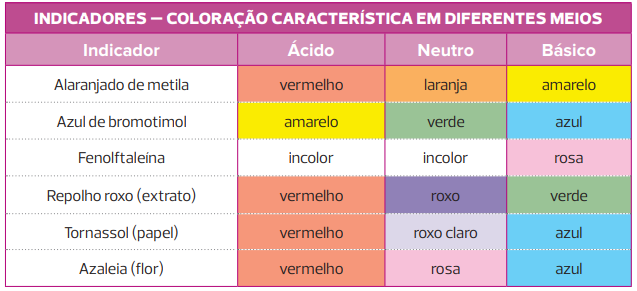 INDICADORES — COLORAÇÃO CARACTERÍSTICA EM DIFERENTES MEIOS
Indicador Ácido Neutro Básico
Alaranjado de metila vermelho laranja amarelo
Azul de bromotimol amarelo verde azul
Fenolftaleína incolor incolor rosa
Repolho roxo (extrato) vermelho roxo verde
Tornassol (papel) vermelho roxo claro azul
Azaleia (flor) vermelho rosa azul